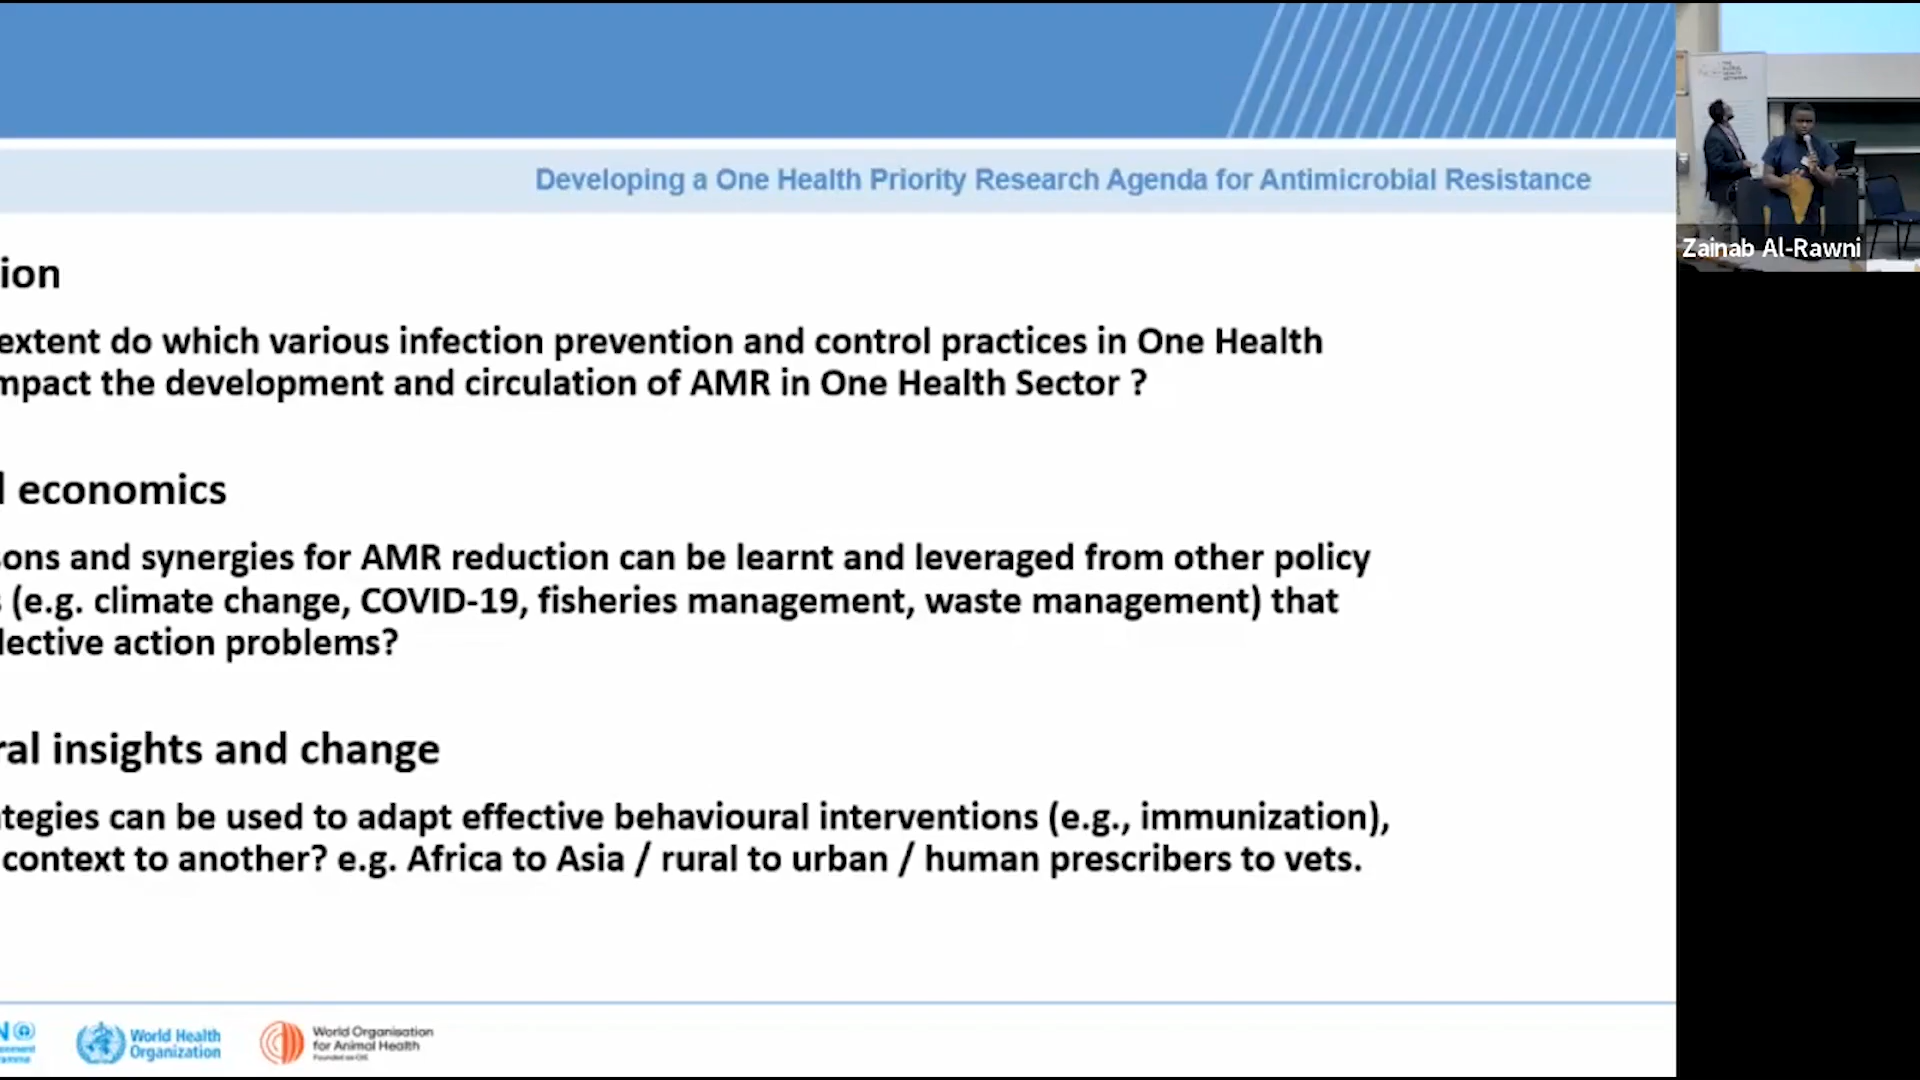 Developing a One Health Priority Research Agenda for Antimicrobial Resistance
ion
extent do which various infection prevention and control practices in One Health
mpact the development and circulation of AMR in One Health Sector ?
l economics
sons and synergies for AMR reduction can be learnt and leveraged from other policy
s (e.g. climate change, COVID-19, fisheries management, waste management) that
lective action problems?
ral insights and change
ategies can be used to adapt effective behavioural interventions (e.g., immunization),
context to another? e.g. Africa to Asia / rural to urban / human prescribers to vets.
World Health
Organization
World Organisation
for Animal Health
Zainab Al-Rawni